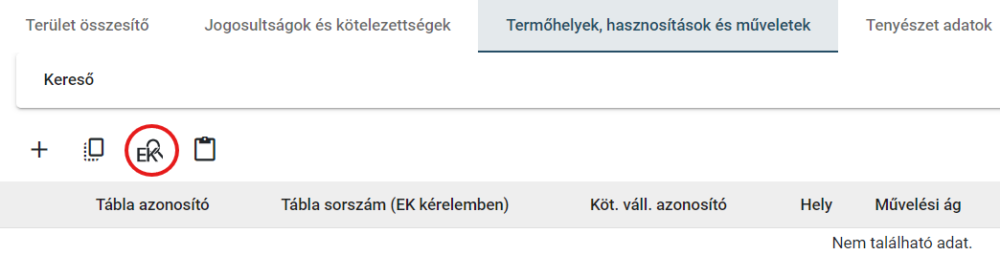 Terület összesítő Jogosultságok és kötelezettségek Termőhelyek, hasznosítások és műveletek Tenyészet adatok
Kereső
EK
Tábla azonosító Tábla sorszám (EK kérelemben) Köt. váll. azonosító Hely Művelési ág
Nem található adat.